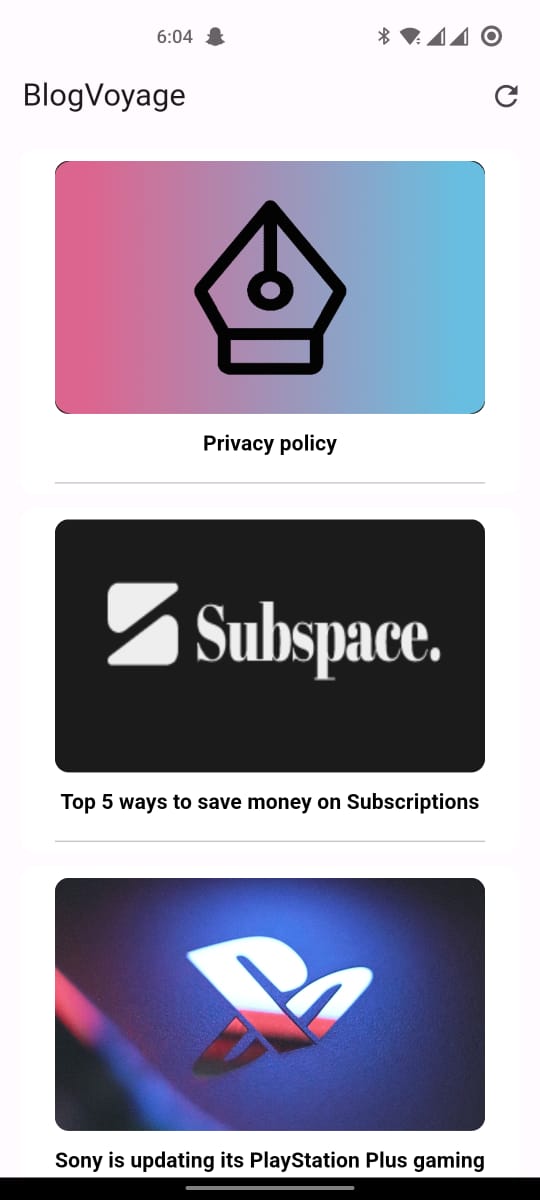 6:04
BlogVoyage
Privacy policy
Subspace.
Top 5 ways to save money on Subscriptions
Sony is updating its PlayStation Plus gaming